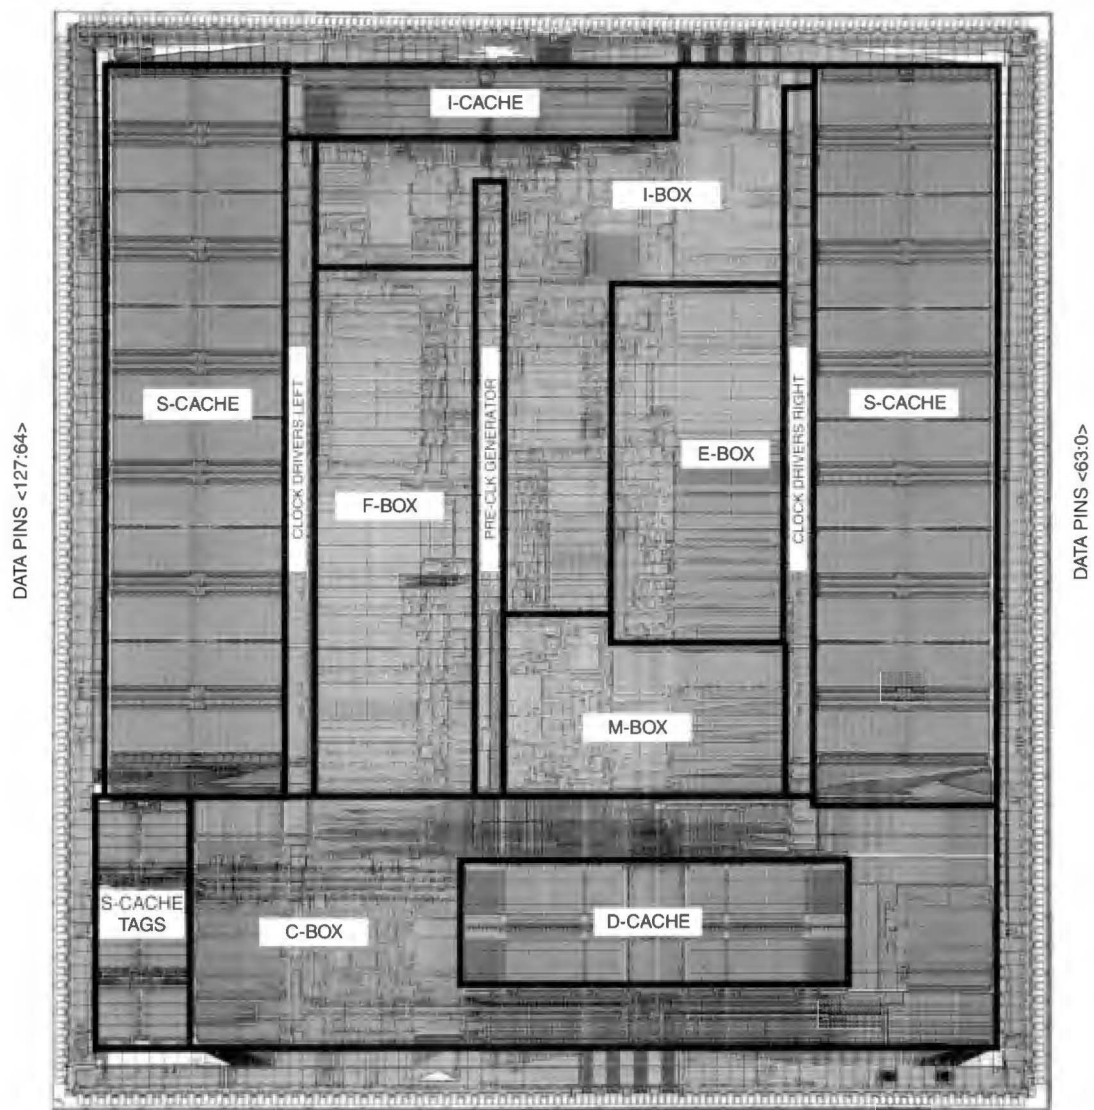 I-CACHE
I-BOX
S-CACHE
S-CACHE
CLOCK DRIVERS LEFT
PRE-CLK GENERATOR
CLOCK DRIVERS RIGHT
E-BOX
F-BOX
DATA PINS <127:64>
DATA PINS <63:0>
M-BOX
S-CACHE
TAGS
C-BOX
D-CACHE